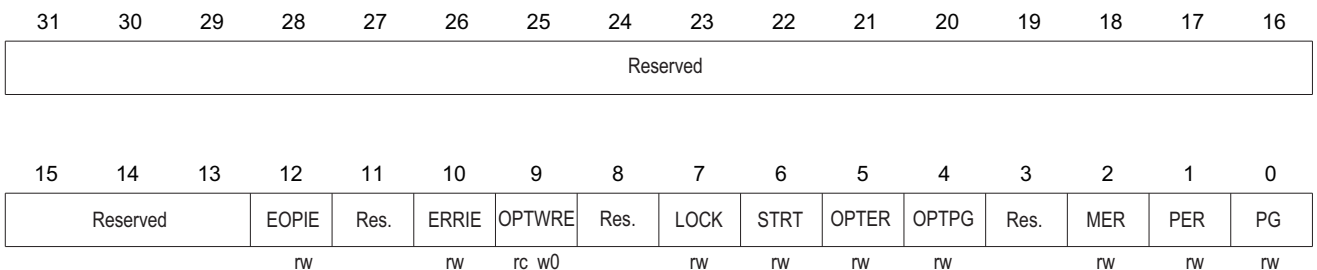 31 30 29 28 27 26 25 24 23 22 21 20 19 18 17 16
Reserved
15 14 13 12 11 10 9 8 7 6 5 4 3 2 1 0
Reserved EOPIE Res. ERRIE OPTWRE Res. LOCK STRT OPTER OPTPG Res. MER PER PG
rw rw rc w0 rw rw rw rw rw rw rw